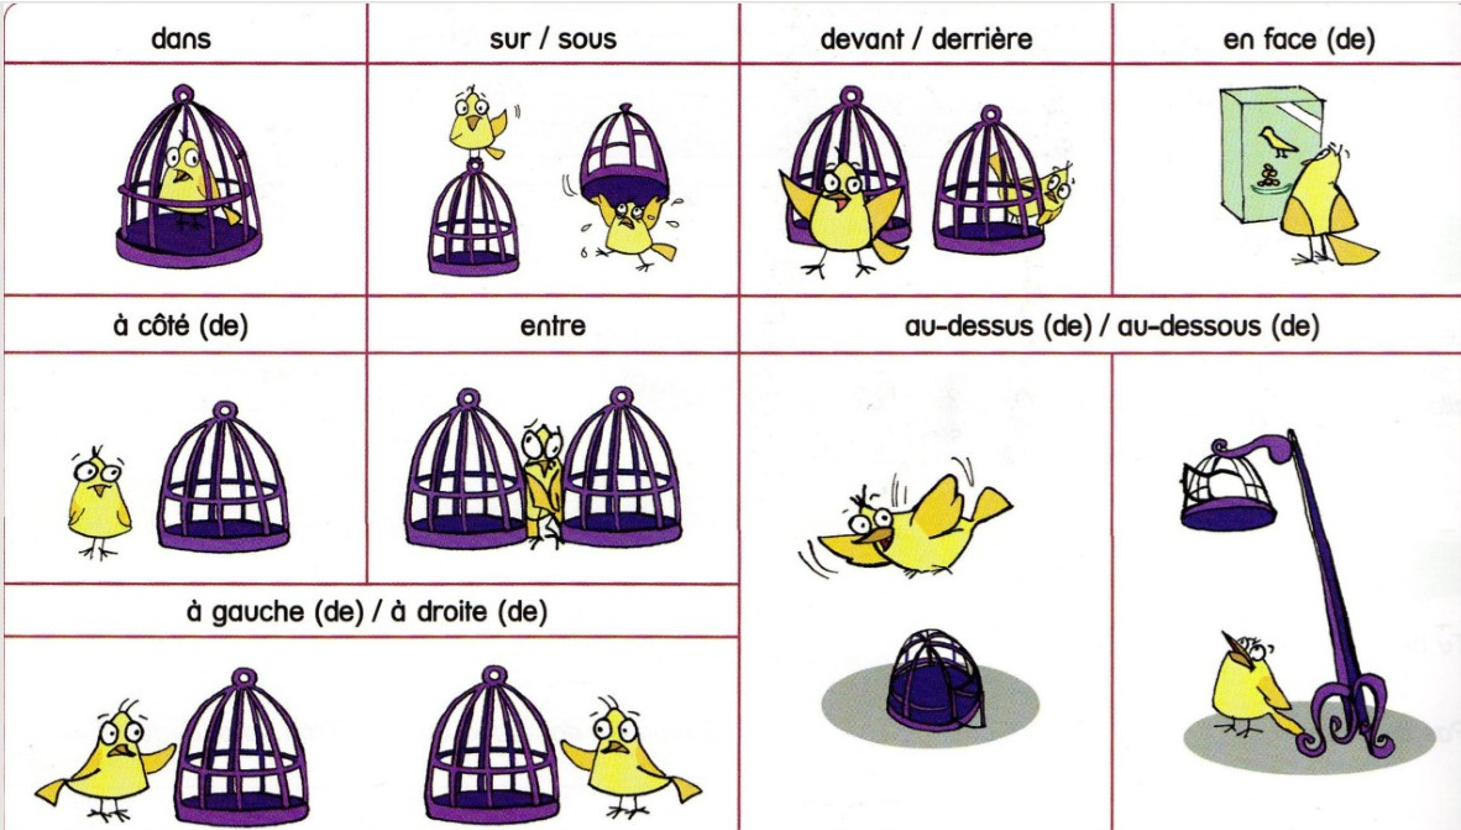 dans
sur / sous
devant / derrière
en face (de)
à côté (de)
entre
au-dessus (de) / au-dessous (de)
à gauche (de) / à droite (de)